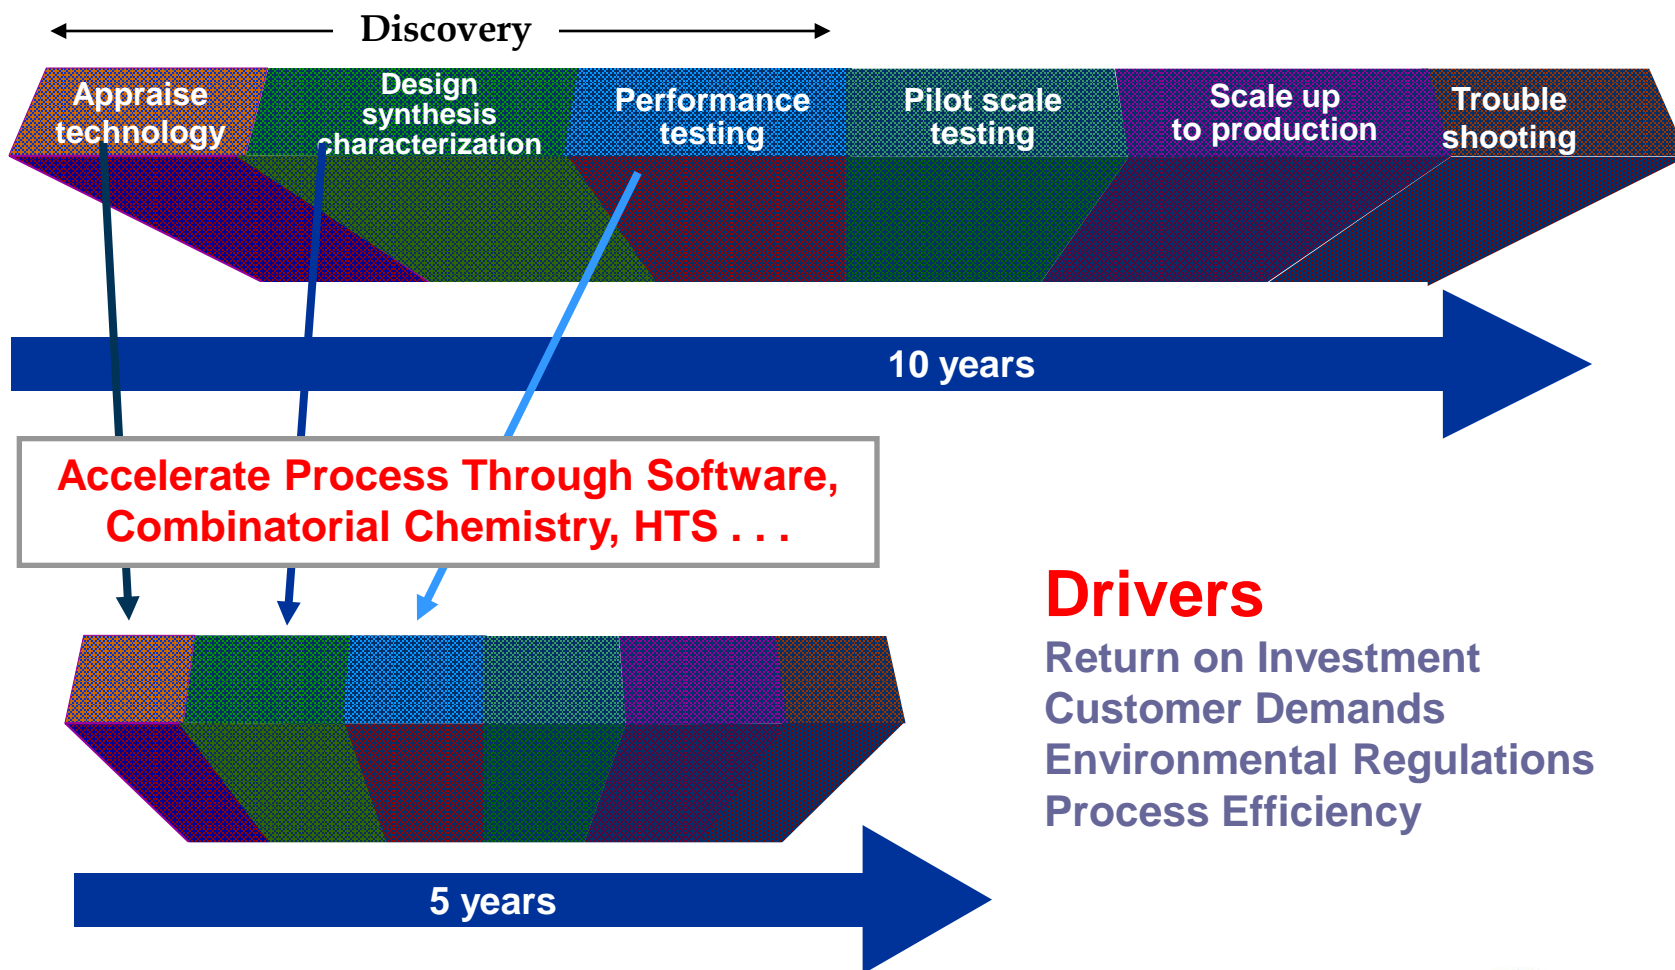 Discovery
Appraise
technology
Design
synthesis
characterization
Performance
testing
Pilot scale
testing
Scale up
to production
Trouble
shooting
10 years
Accelerate Process Through Software,
Combinatorial Chemistry, HTS . . .
Drivers
Return on Investment
Customer Demands
Environmental Regulations
Process Efficiency
5 years